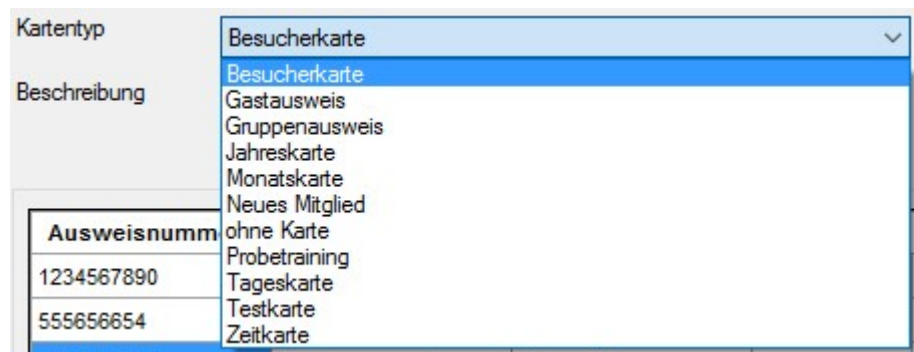 Kartentyp
Besucherkarte
Beschreibung
Besucherkarte
Gastausweis
Gruppenausweis
Jahreskarte
Monatskarte
Neues Mitglied
ohne Karte
Probetraining
Tageskarte
Testkarte
Zeitkarte
Ausweisnumm
1234567890
555656654